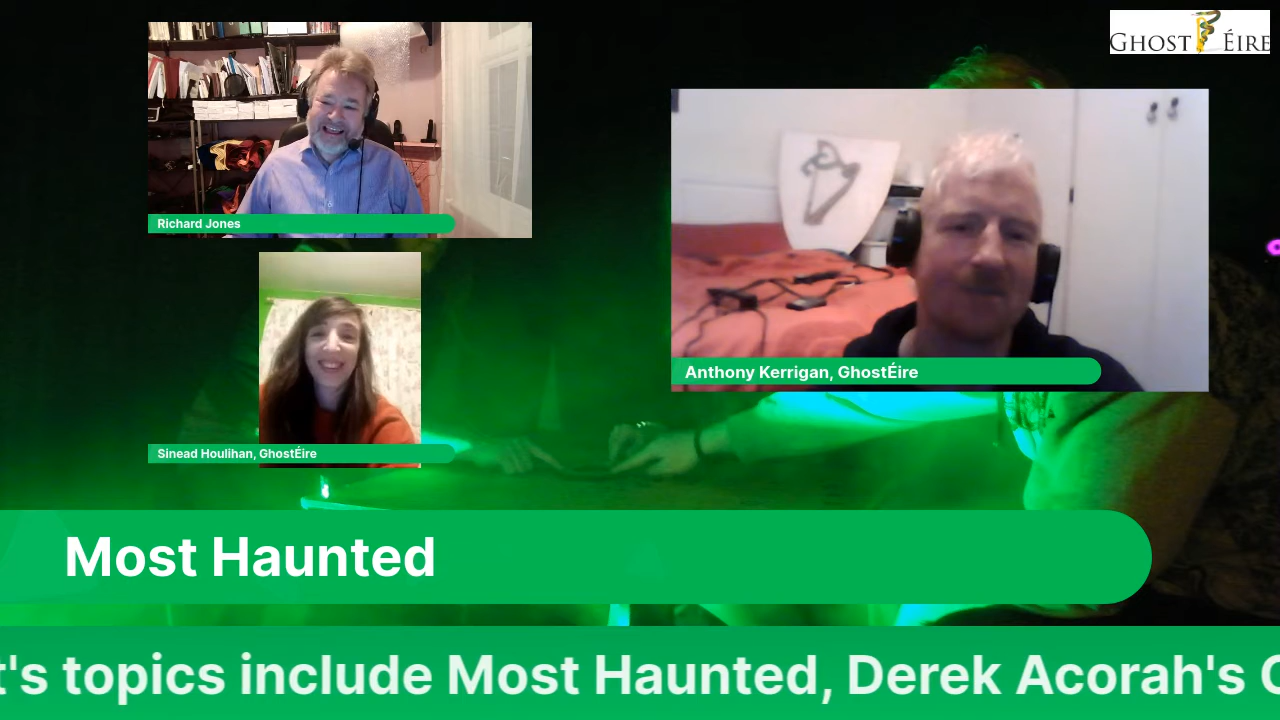 GHOST ÉIRE
Richard Jones
Anthony Kerrigan, GhostÉire
Sinead Houlihan, GhostÉire
Most Haunted
t's topics include Most Haunted, Derek Acorah's